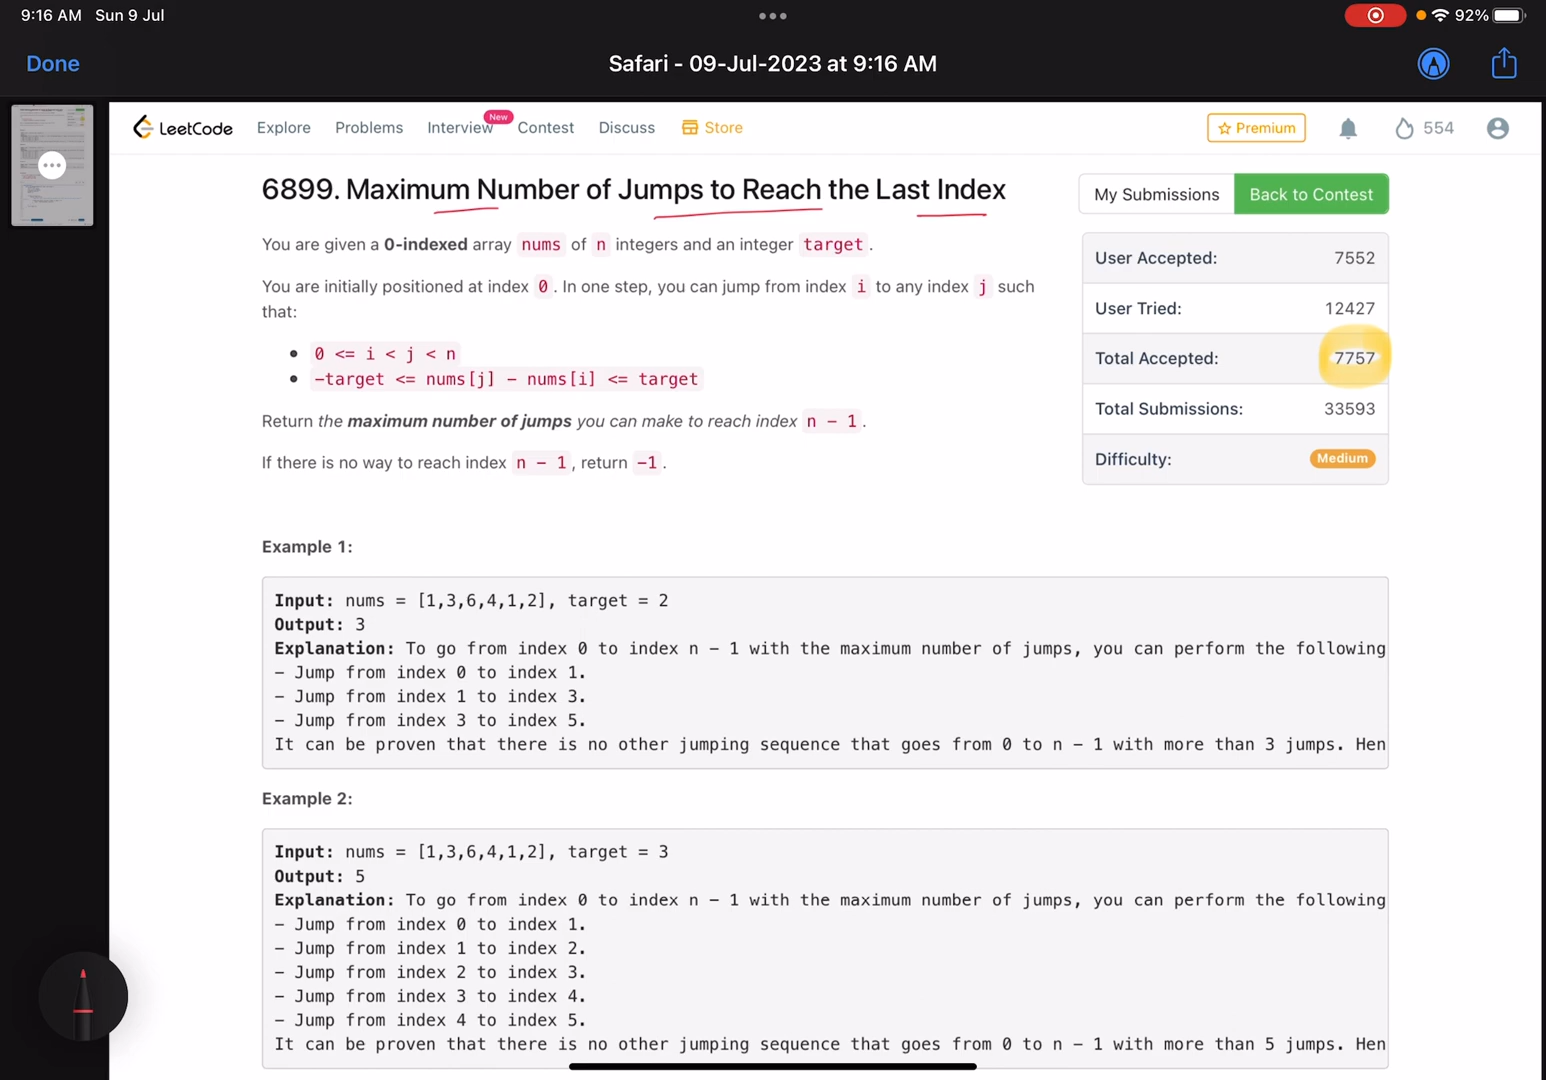 9:16 AM Sun 9 Jul
92%
Done
Safari - 09-Jul-2023 at 9:16 AM
LeetCode Explore Problems Interview New Contest Discuss Store Premium 554
6899. Maximum Number of Jumps to Reach the Last Index
My Submissions Back to Contest
You are given a 0-indexed array nums of n integers and an integer target.
You are initially positioned at index 0. In one step, you can jump from index i to any index j such
that:
0 <= i < j < n
-target <= nums[j] - nums[i] <= target
Return the maximum number of jumps you can make to reach index n - 1.
If there is no way to reach index n - 1, return -1.
User Accepted: 7552
User Tried: 12427
Total Accepted: 7757
Total Submissions: 33593
Difficulty: Medium
Example 1:
Input: nums = [1,3,6,4,1,2], target = 2
Output: 3
Explanation: To go from index 0 to index n - 1 with the maximum number of jumps, you can perform the following
- Jump from index 0 to index 1.
- Jump from index 1 to index 3.
- Jump from index 3 to index 5.
It can be proven that there is no other jumping sequence that goes from 0 to n - 1 with more than 3 jumps. Hen
Example 2:
Input: nums = [1,3,6,4,1,2], target = 3
Output: 5
Explanation: To go from index 0 to index n - 1 with the maximum number of jumps, you can perform the following
- Jump from index 0 to index 1.
- Jump from index 1 to index 2.
- Jump from index 2 to index 3.
- Jump from index 3 to index 4.
- Jump from index 4 to index 5.
It can be proven that there is no other jumping sequence that goes from 0 to n - 1 with more than 5 jumps. Hen